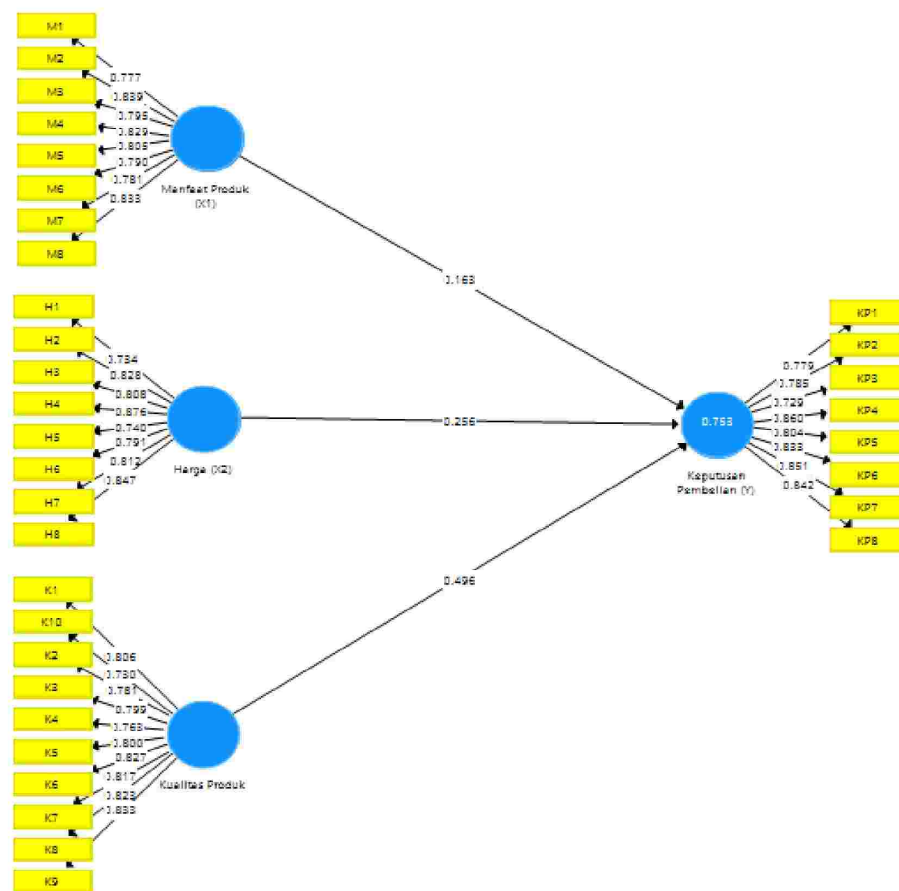 M1
M2
M3
M4
M5
M6
M7
M8
0.777
0.839
0.795
0.829
0.805
0.790
0.781
0.833
Manfaat Produk
(X1)
0.163
H1
H2
H3
H4
H5
H6
H7
H8
0.734
0.828
0.808
0.876
0.740
0.791
0.812
0.847
Harga (X2)
0.256
K1
K10
K2
K3
K4
K5
K6
K7
K8
K9
0.806
0.730
0.781
0.799
0.763
0.800
0.827
0.817
0.823
0.833
Kualitas Produk
0.496
0.753
Keputusan
Pembelian (Y)
0.779
0.785
0.729
0.860
0.804
0.833
0.851
0.842
KP1
KP2
KP3
KP4
KP5
KP6
KP7
KP8